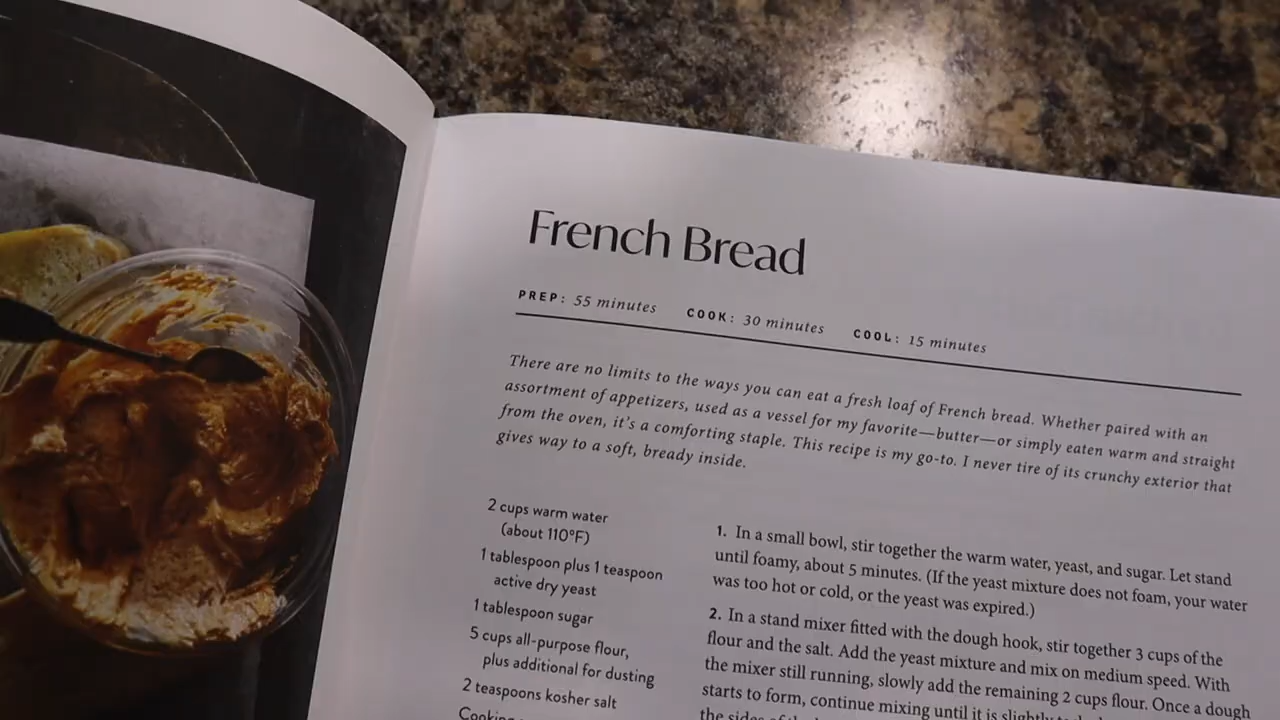 French Bread
PREP: 55 minutes COOK: 30 minutes COOL: 15 minutes
There are no limits to the ways you can eat a fresh loaf of French bread. Whether paired with an
assortment of appetizers, used as a vessel for my favorite—butter—or simply eaten warm and straight
from the oven, it's a comforting staple. This recipe is my go-to. I never tire of its crunchy exterior that
gives way to a soft, bready inside.
2 cups warm water
(about 110°F)
1 tablespoon plus 1 teaspoon
active dry yeast
1 tablespoon sugar
5 cups all-purpose flour,
plus additional for dusting
2 teaspoons kosher salt
Cooking
1. In a small bowl, stir together the warm water, yeast, and sugar. Let stand
until foamy, about 5 minutes. (If the yeast mixture does not foam, your water
was too hot or cold, or the yeast was expired.)
2. In a stand mixer fitted with the dough hook, stir together 3 cups of the
flour and the salt. Add the yeast mixture and mix on medium speed. With
the mixer still running, slowly add the remaining 2 cups flour. Once a dough
starts to form, continue mixing until it is slightly
the sides of the